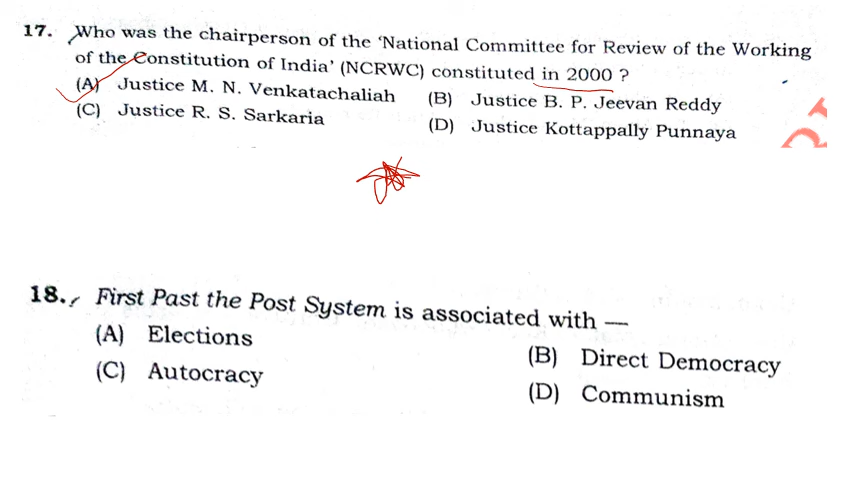 17. Who was the chairperson of the 'National Committee for Review of the Working
of the Constitution of India' (NCRWC) constituted in 2000 ?
(A) Justice M. N. Venkatachaliah (B) Justice B. P. Jeevan Reddy
(C) Justice R. S. Sarkaria (D) Justice Kottappally Punnaya
18. First Past the Post System is associated with —
(A) Elections (B) Direct Democracy
(C) Autocracy (D) Communism